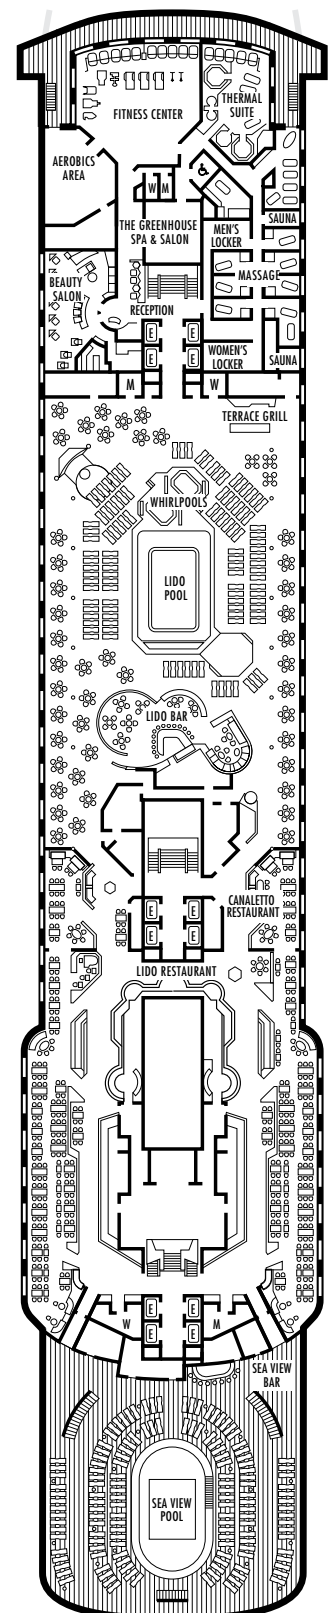 FITNESS CENTER
THERMAL
SUITE
AEROBICS
AREA
W M
THE GREENHOUSE
SPA & SALON
SAUNA
MEN'S
LOCKER
MASSAGE
BEAUTY
SALON
RECEPTION
E E
E E
WOMEN'S
LOCKER
SAUNA
M W
TERRACE GRILL
WHIRLPOOLS
LIDO
POOL
LIDO BAR
E E
E E
CANALETTO
RESTAURANT
LIDO RESTAURANT
W E E M
E E
SEA VIEW
BAR
SEA VIEW
POOL